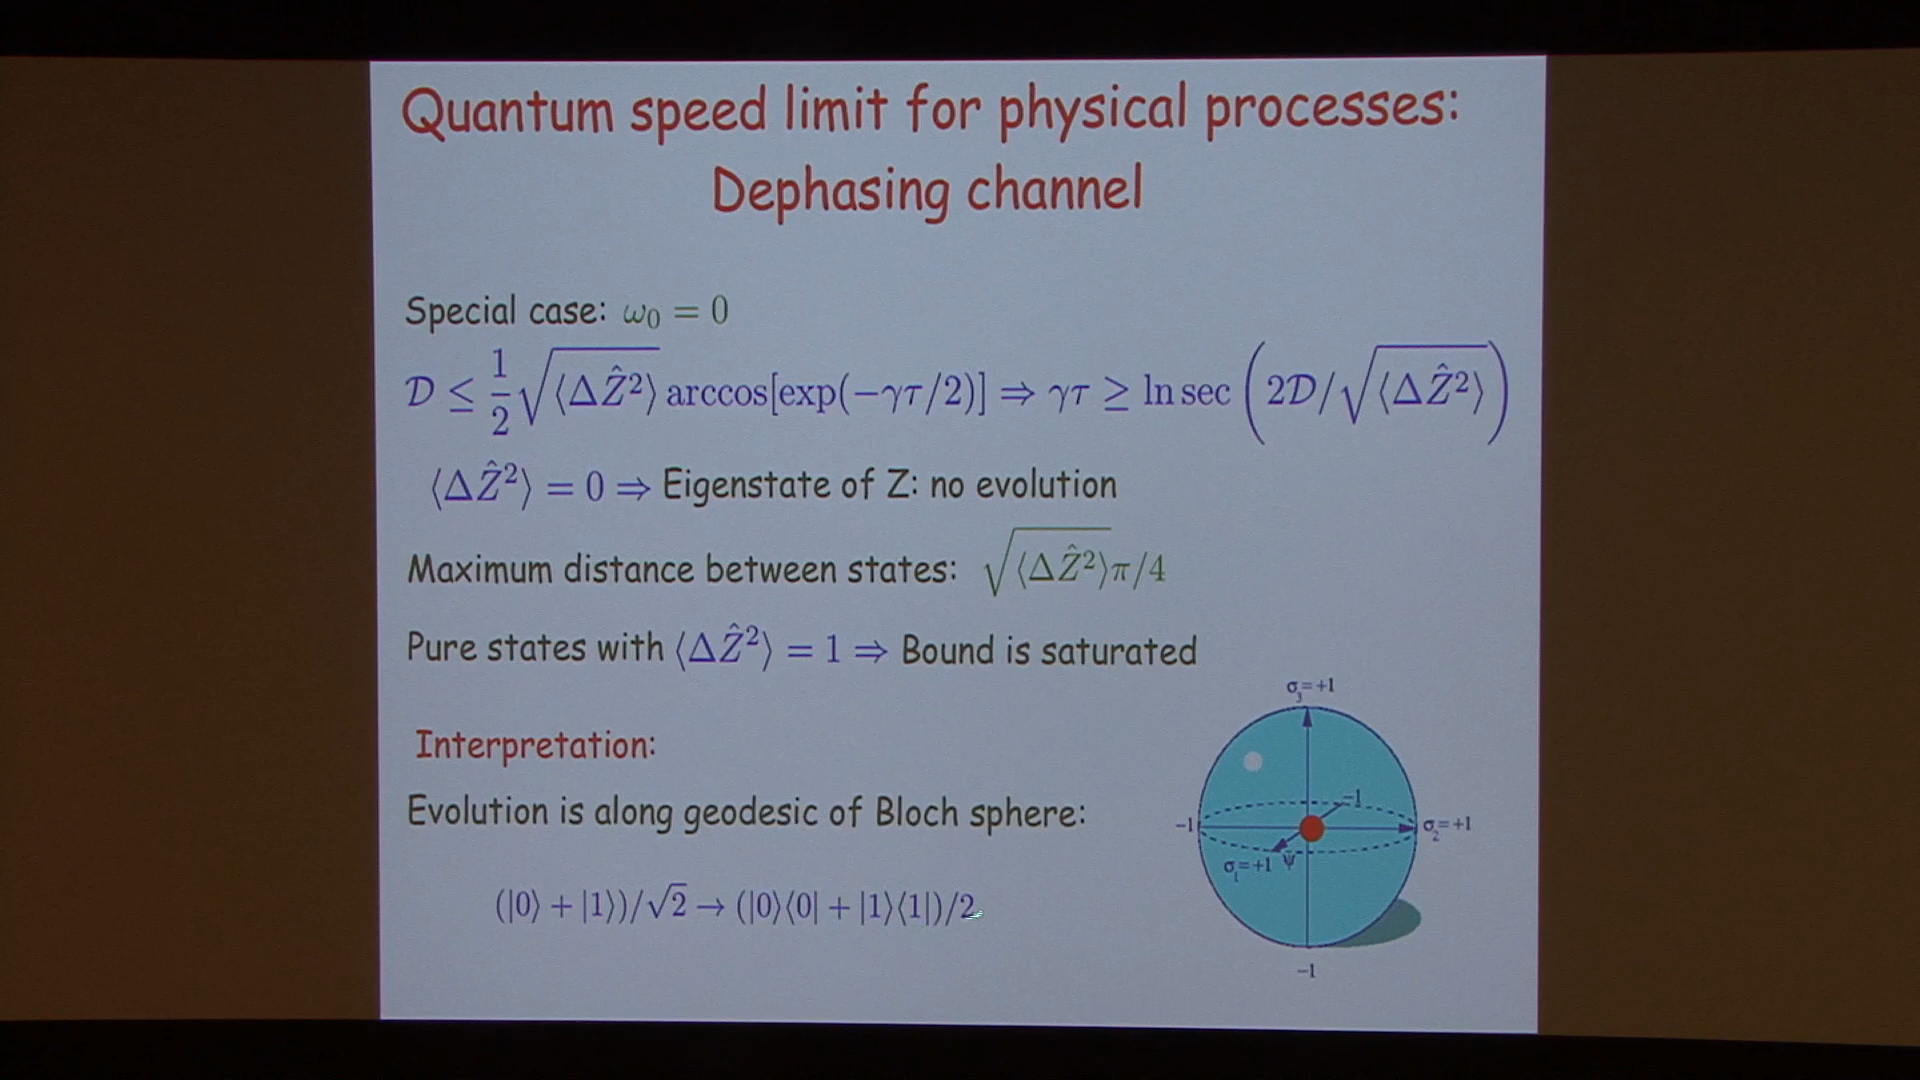 Quantum speed limit for physical processes:
Dephasing channel
Special case: ω₀ = 0
𝒟 ≤ 1/2 √⟨ΔẐ²⟩ arccos[exp(−γτ/2)] ⇒ γτ ≥ ln sec (2𝒟/√⟨ΔẐ²⟩)
⟨ΔẐ²⟩ = 0 ⇒ Eigenstate of Z: no evolution
Maximum distance between states: √⟨ΔẐ²⟩π/4
Pure states with ⟨ΔẐ²⟩ = 1 ⇒ Bound is saturated
σ₃=+1
Interpretation:
Evolution is along geodesic of Bloch sphere:
−1
−1
σ₂=+1
σ₁=+1 ψ
(|0⟩ + |1⟩)/√2 → (|0⟩⟨0| + |1⟩⟨1|)/2
−1